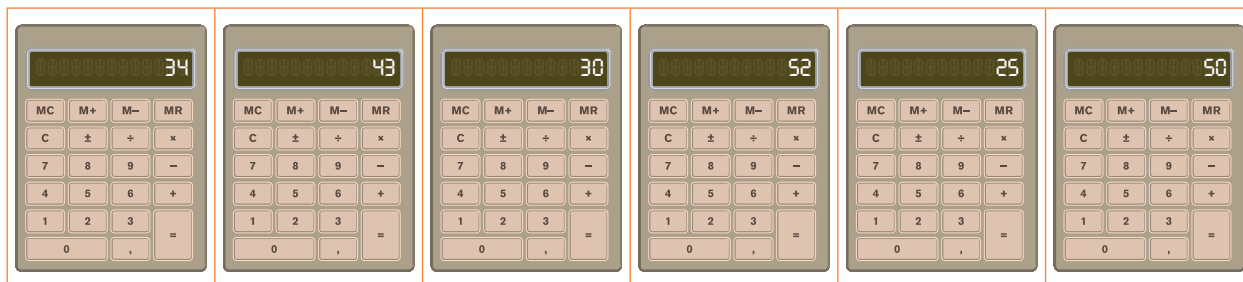 34 43 30 52 25 50
MC M+ M– MR MC M+ M– MR MC M+ M– MR MC M+ M– MR MC M+ M– MR MC M+ M– MR
C ± ÷ × C ± ÷ × C ± ÷ × C ± ÷ × C ± ÷ × C ± ÷ ×
7 8 9 – 7 8 9 – 7 8 9 – 7 8 9 – 7 8 9 – 7 8 9 –
4 5 6 + 4 5 6 + 4 5 6 + 4 5 6 + 4 5 6 + 4 5 6 +
1 2 3 1 2 3 1 2 3 1 2 3 1 2 3 1 2 3
= = = = = =
0 , 0 , 0 , 0 , 0 , 0 ,